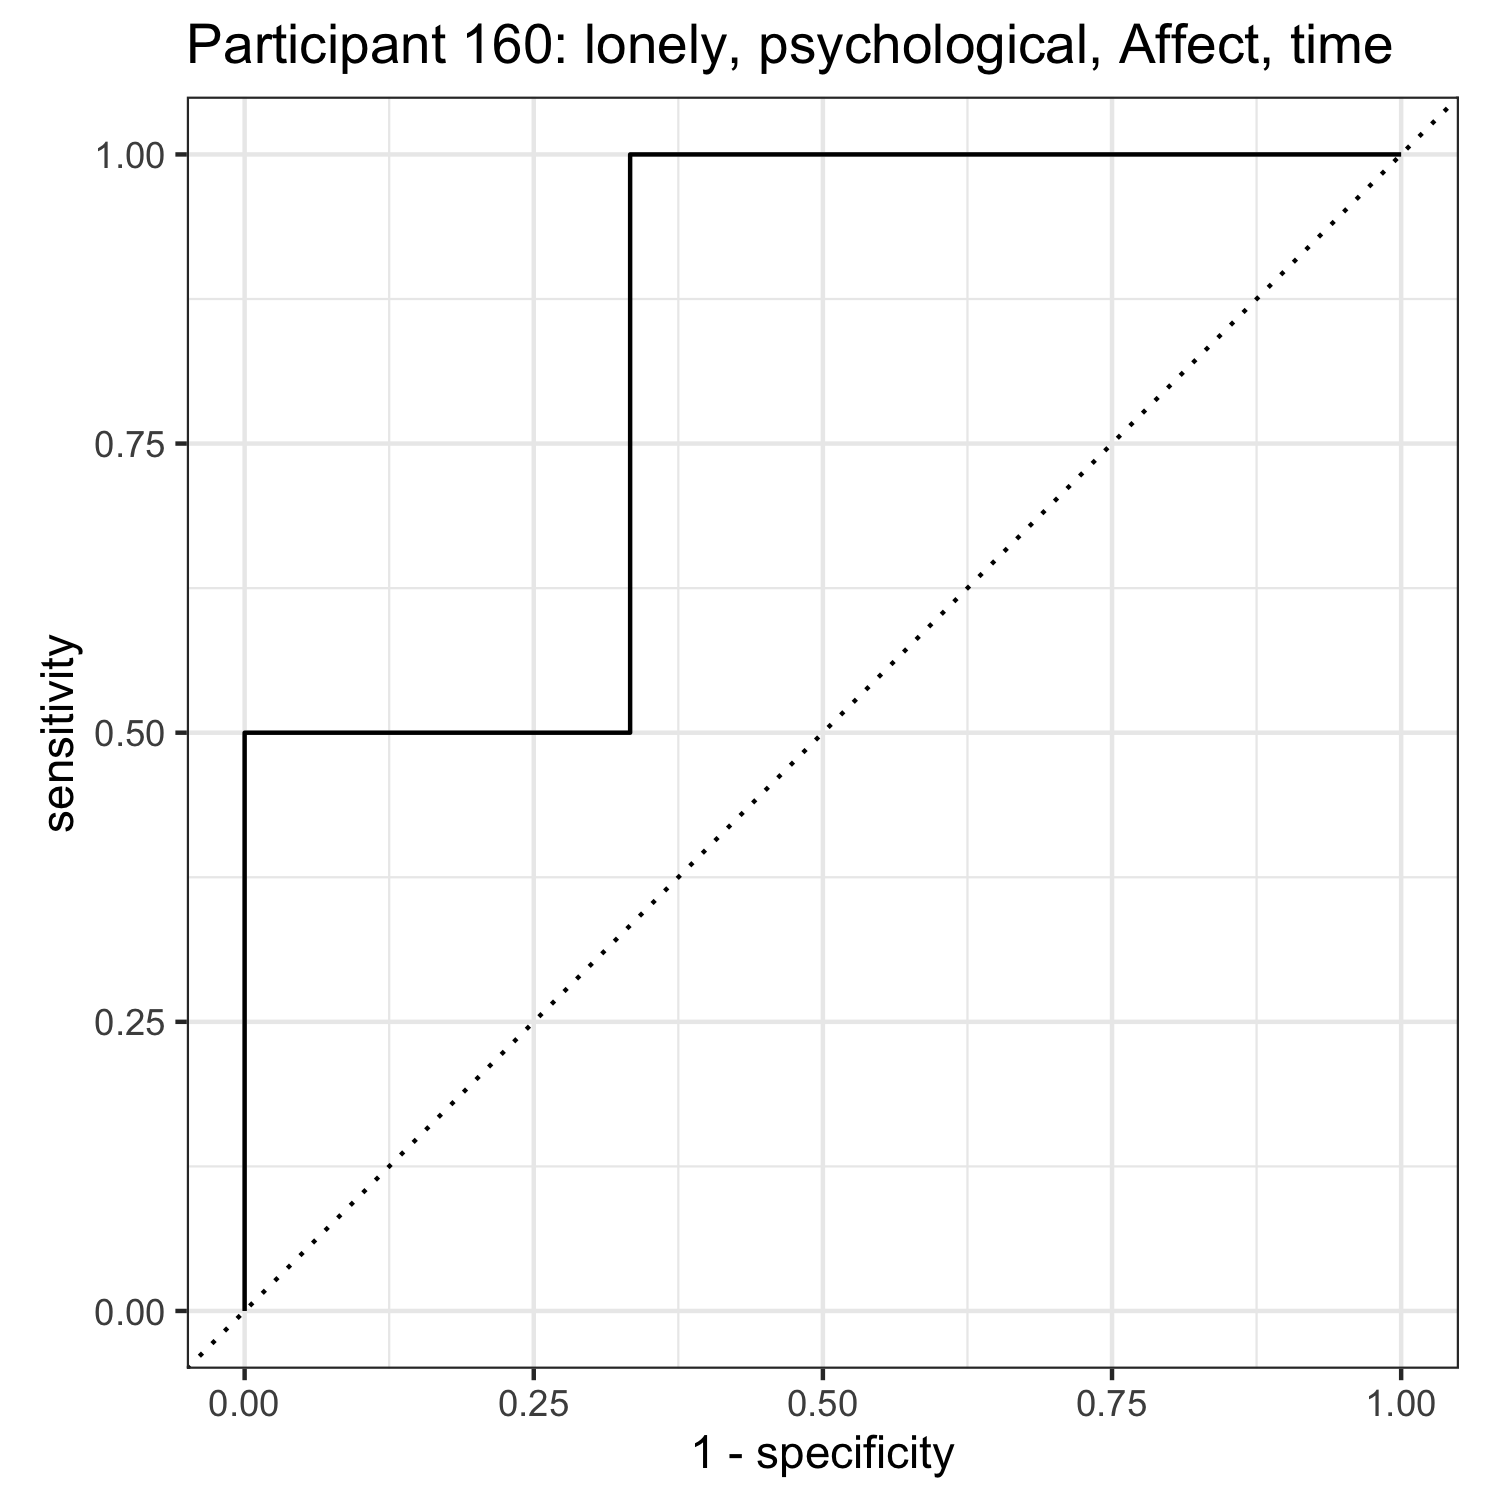 Participant 160: lonely, psychological, Affect, time
sensitivity
1.00
0.75
0.50
0.25
0.00
0.00 0.25 0.50 0.75 1.00
1 - specificity